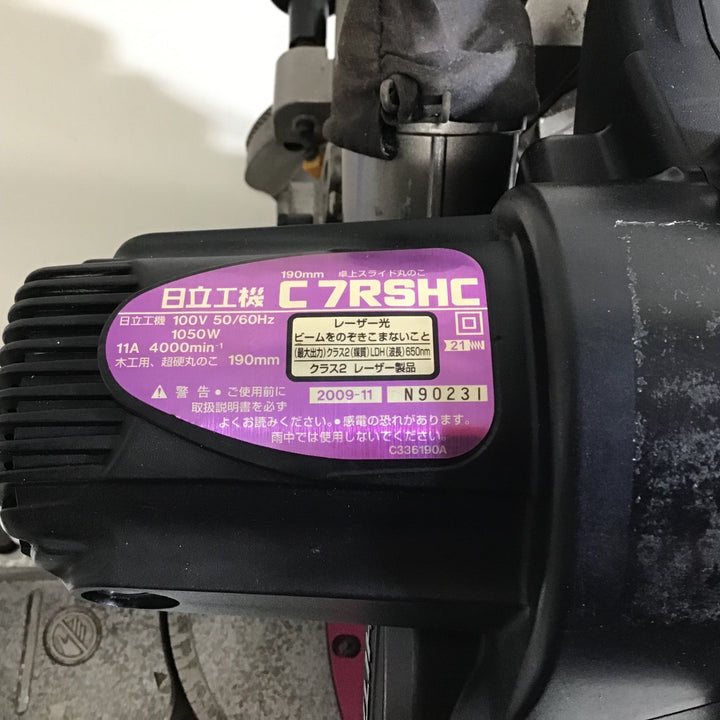 190mm 卓上スライド丸のこ
日立工機 C 7RSHC
日立工機 100V 50/60Hz
1050W
11A 4000min⁻¹
木工用、超硬丸のこ 190mm
レーザー光
ビームをのぞきこまないこと
(最大出力)クラス2(媒質)LDH(波長)650nm
クラス2 レーザー製品
21
2009-11 N90231
警告 ● ご使用前に
取扱説明書を必ず
よくお読みください。● 感電の恐れがあります。
雨中では使用しないでください。
C336190A